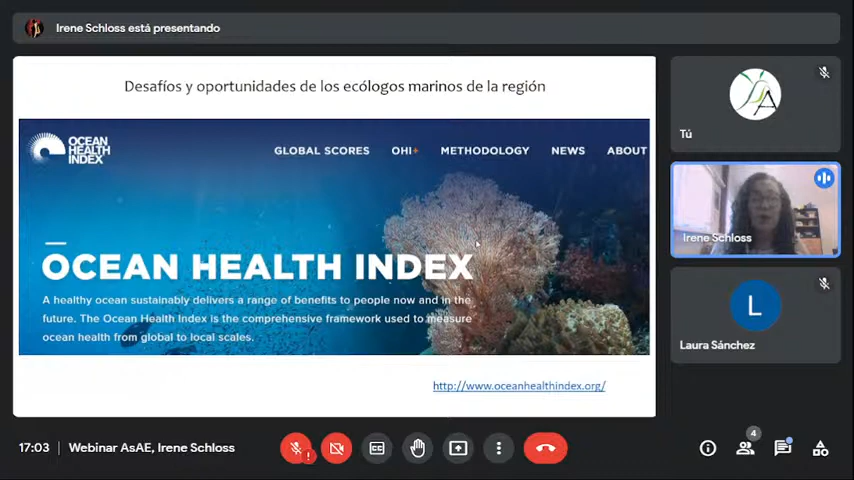 Irene Schloss está presentando
Desafíos y oportunidades de los ecólogos marinos de la región
OCEAN
HEALTH
INDEX
GLOBAL SCORES OHI+ METHODOLOGY NEWS ABOUT
OCEAN HEALTH INDEX
A healthy ocean sustainably delivers a range of benefits to people now and in the
future. The Ocean Health Index is the comprehensive framework used to measure
ocean health from global to local scales.
http://www.oceanhealthindex.org/
A
Tú
Irene Schloss
L
Laura Sánchez
17:03 | Webinar AsAE, Irene Schloss
CC
4